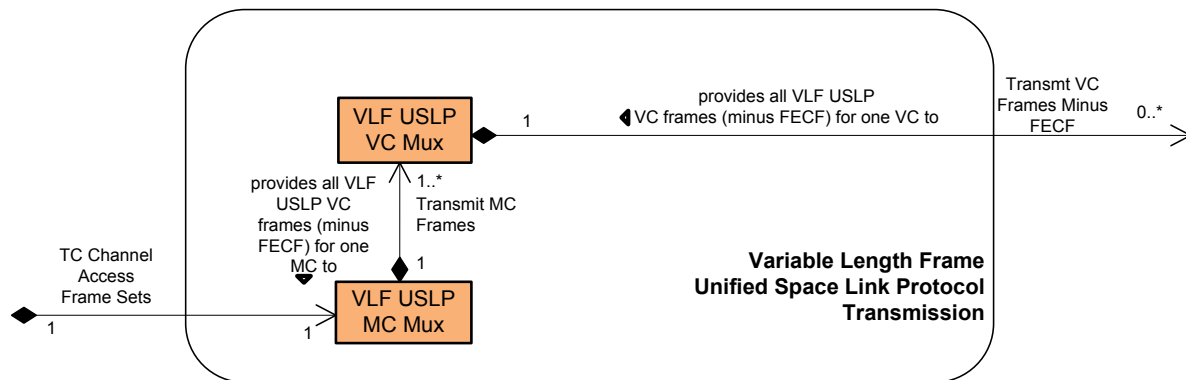 provides all VLF USLP
VC frames (minus FECF) for one VC to
1
Transmt VC
Frames Minus
FECF
0..*
VLF USLP
VC Mux
provides all VLF
USLP VC
frames (minus
FECF) for one
MC to
1..*
Transmit MC
Frames
1
TC Channel
Access
Frame Sets
1
1
VLF USLP
MC Mux
Variable Length Frame
Unified Space Link Protocol
Transmission